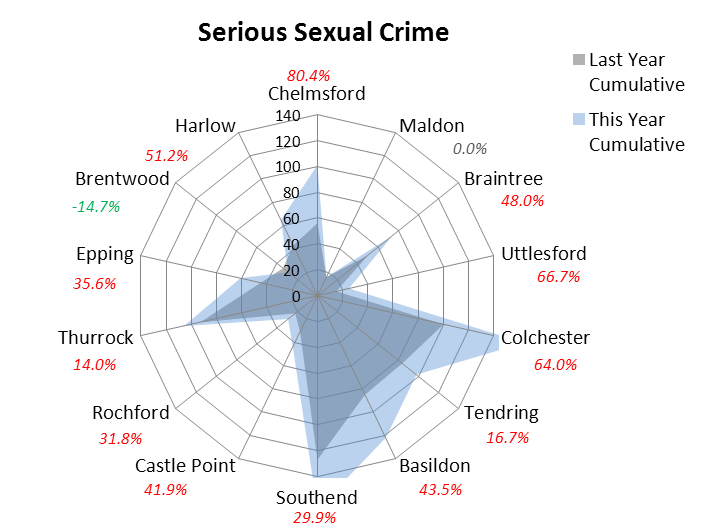 Serious Sexual Crime
Last Year
Cumulative
This Year
Cumulative
80.4%
Chelmsford
Maldon
0.0%
Braintree
48.0%
Uttlesford
66.7%
Colchester
64.0%
Tendring
16.7%
Basildon
43.5%
Southend
29.9%
Castle Point
41.9%
Rochford
31.8%
Thurrock
14.0%
Epping
35.6%
Brentwood
-14.7%
Harlow
51.2%
140
120
100
80
60
40
20
0